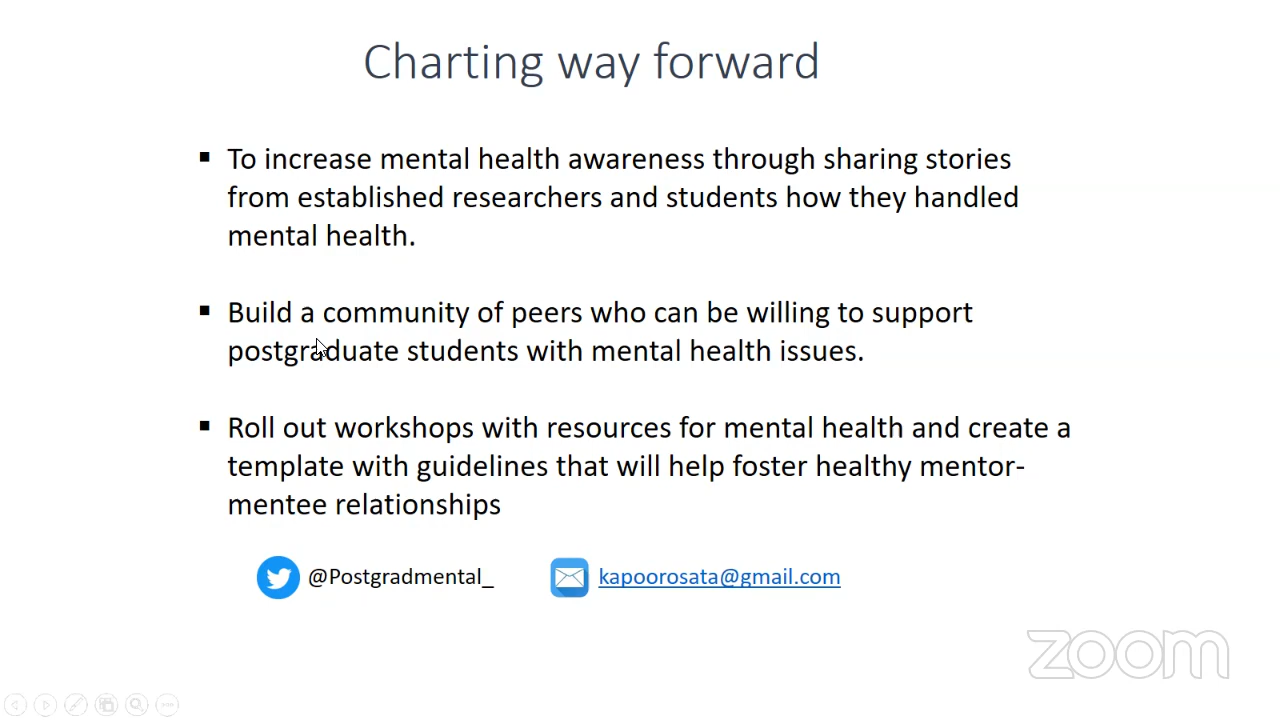 Charting way forward
▪ To increase mental health awareness through sharing stories
from established researchers and students how they handled
mental health.
▪ Build a community of peers who can be willing to support
postgraduate students with mental health issues.
▪ Roll out workshops with resources for mental health and create a
template with guidelines that will help foster healthy mentor-
mentee relationships
@Postgradmental_ kapoorosata@gmail.com
zoom